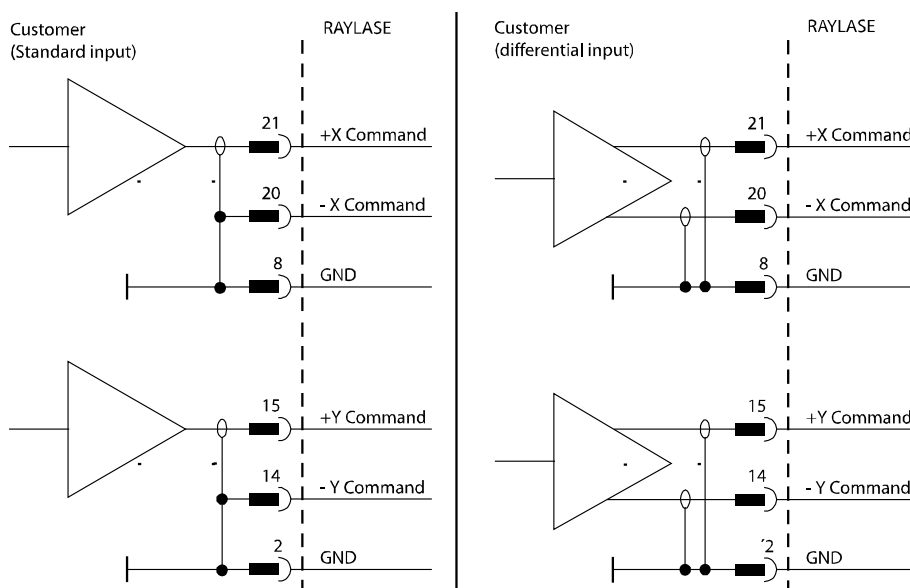 Customer
(Standard input)
RAYLASE
21
+X Command
20
- X Command
8
GND
15
+Y Command
14
- Y Command
2
GND
Customer
(differential input)
RAYLASE
21
+X Command
20
- X Command
8
GND
15
+Y Command
14
- Y Command
2
GND